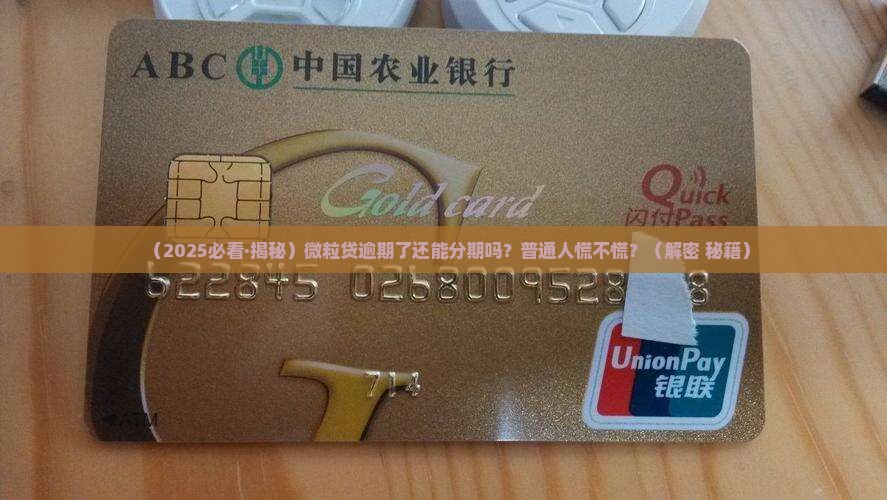 ABC 中国农业银行
Gold card
Quick
闪付Pass
（2025必看·揭秘）微粒贷逾期了还能分期吗？普通人慌不慌？（解密 秘籍）
622845 0268009528 8
UnionPay
银联
714
ATM